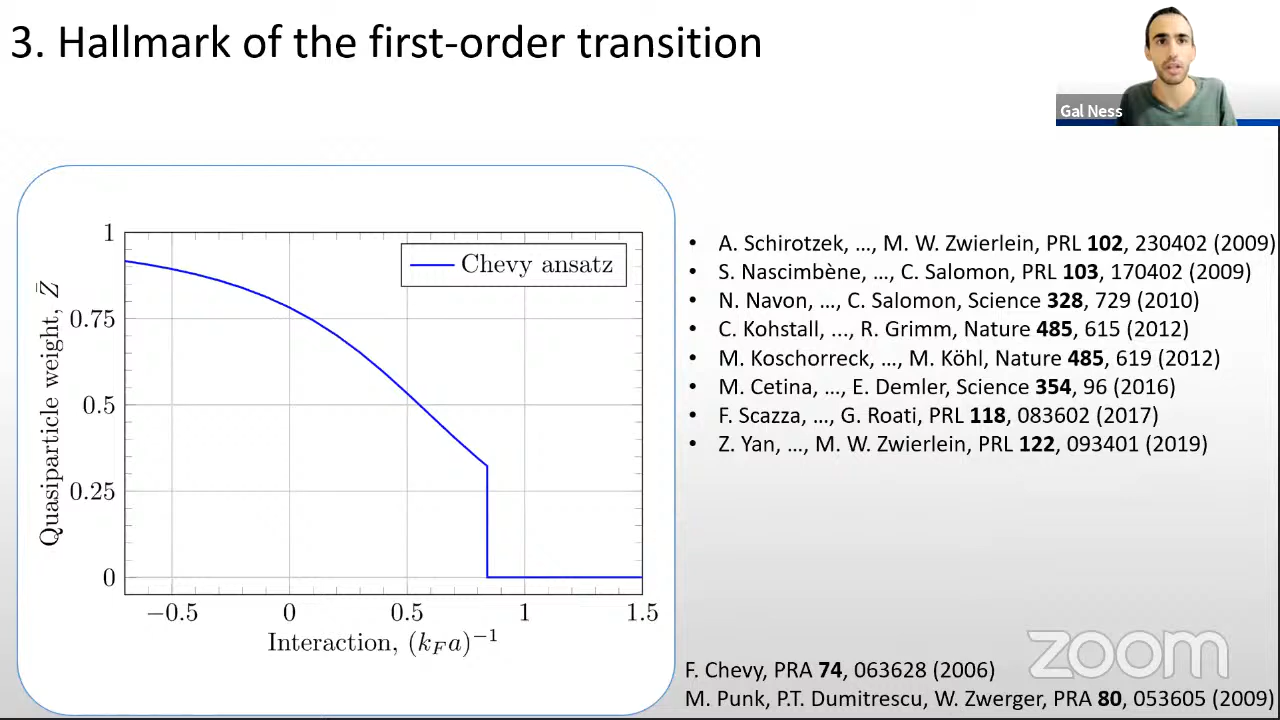 3. Hallmark of the first-order transition
Gal Ness
1
0.75
0.5
0.25
0
Quasiparticle weight, Z̄
Chevy ansatz
−0.5
0
0.5
1
1.5
Interaction, (k_F a)⁻¹
• A. Schirotzek, ..., M. W. Zwierlein, PRL 102, 230402 (2009)
• S. Nascimbène, ..., C. Salomon, PRL 103, 170402 (2009)
• N. Navon, ..., C. Salomon, Science 328, 729 (2010)
• C. Kohstall, ..., R. Grimm, Nature 485, 615 (2012)
• M. Koschorreck, ..., M. Köhl, Nature 485, 619 (2012)
• M. Cetina, ..., E. Demler, Science 354, 96 (2016)
• F. Scazza, ..., G. Roati, PRL 118, 083602 (2017)
• Z. Yan, ..., M. W. Zwierlein, PRL 122, 093401 (2019)
zoom
F. Chevy, PRA 74, 063628 (2006)
M. Punk, P.T. Dumitrescu, W. Zwerger, PRA 80, 053605 (2009)